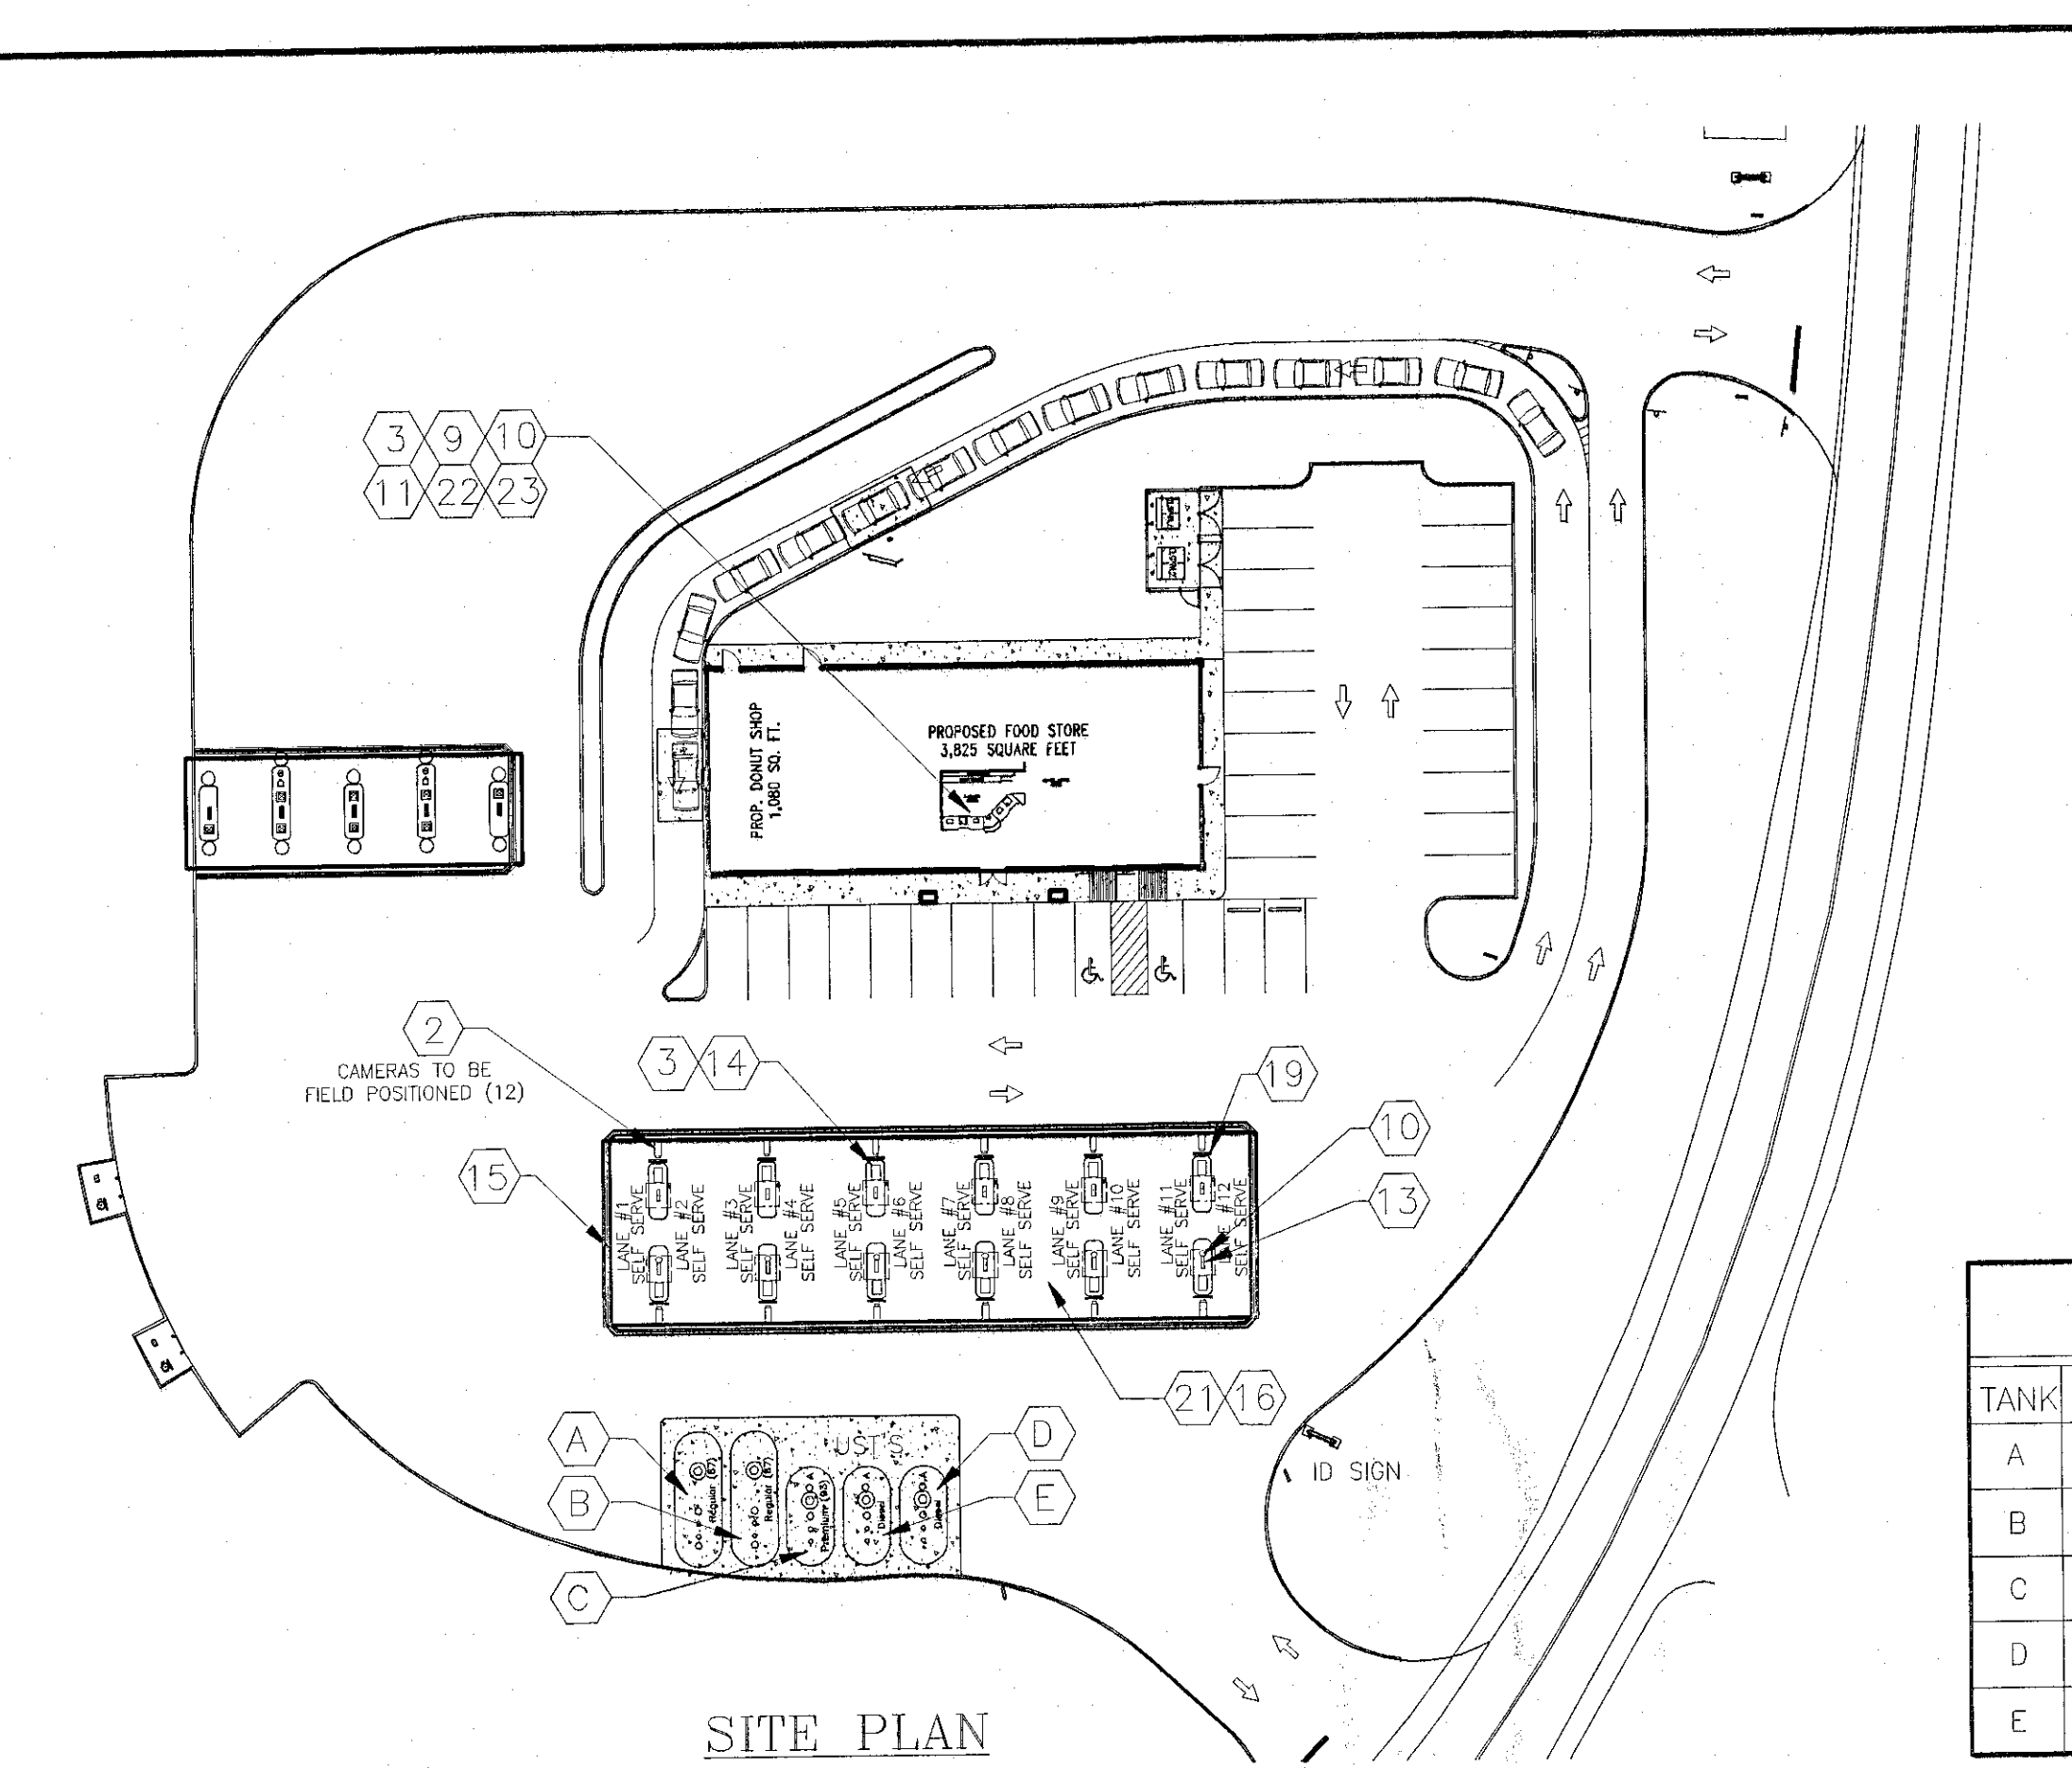 3 9 10
11 22 23
PROP. DONUT SHOP
1,080 SQ. FT.
PROPOSED FOOD STORE
3,825 SQUARE FEET
2
CAMERAS TO BE
FIELD POSITIONED (12)
3 14
19
10
13
15
LANE #1
SELF SERVE
LANE #2
SELF SERVE
LANE #3
SELF SERVE
LANE #4
SELF SERVE
LANE #5
SELF SERVE
LANE #6
SELF SERVE
LANE #7
SELF SERVE
LANE #8
SELF SERVE
LANE #9
SELF SERVE
LANE #10
SELF SERVE
LANE #11
SELF SERVE
LANE #12
SELF SERVE
21 16
A
B
C
D
E
UST'S
Regular (87)
Regular (87)
Premium (93)
Diesel
Diesel
ID SIGN
TANK
A
B
C
D
E
SITE PLAN